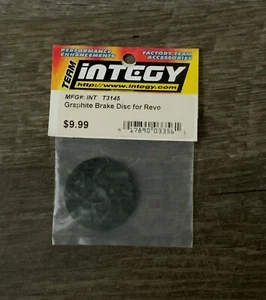 PERFORMANCE ENHANCEMENTS
FACTORY TEAM ACCESSORIES
TEAM
iNTEGY
http://www.integy.com
MFG#: INT T3145
Graphite Brake Disc for Revo
$9.99